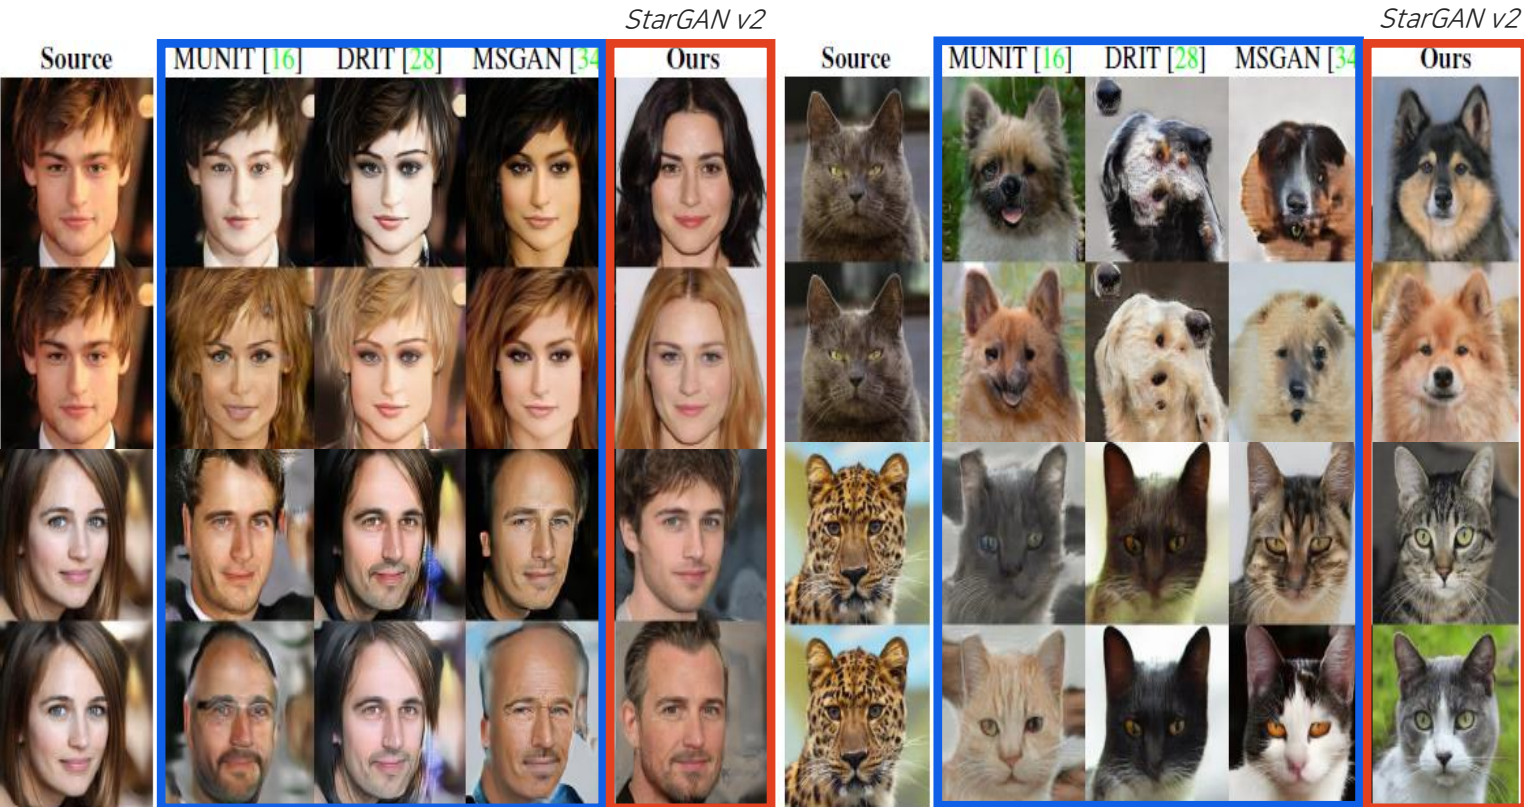 StarGAN v2
StarGAN v2
Source
MUNIT [16]
DRIT [28]
MSGAN [34
Ours
Source
MUNIT [16]
DRIT [28]
MSGAN [34
Ours